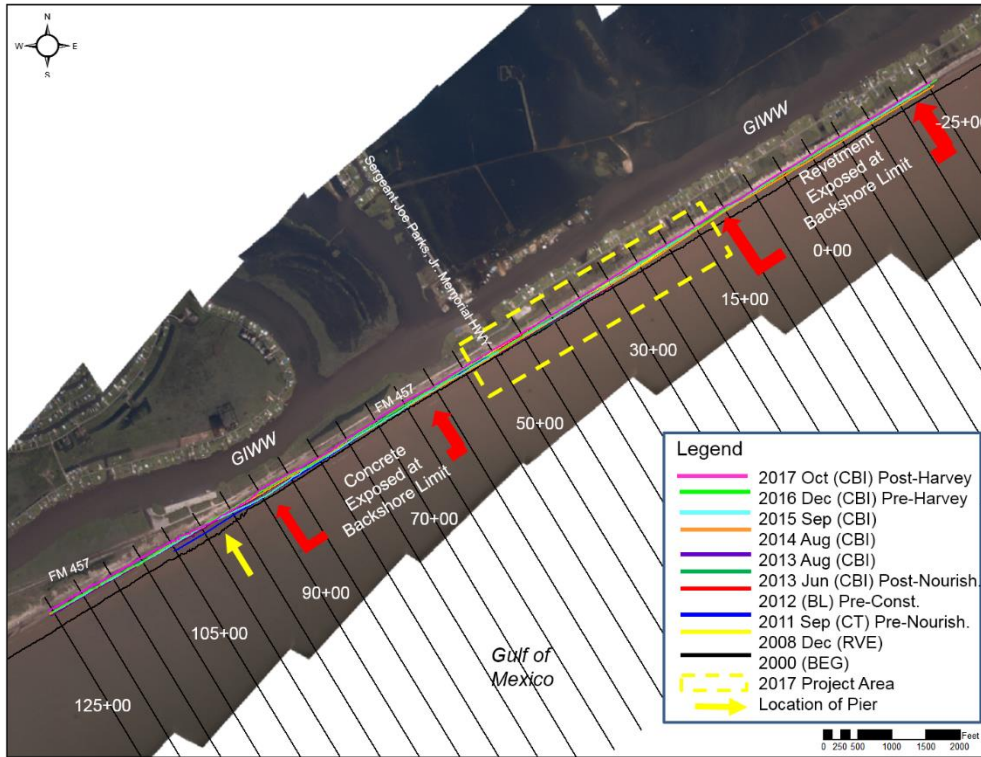 N
W E
S
GIWW
-25+00
Sergeant Joe Parks, Jr. Memorial HWY
Revetment
Exposed at
Backshore Limit
0+00
15+00
30+00
FM 457
50+00
GIWW
Concrete
Exposed at
Backshore Limit
70+00
90+00
FM 457
105+00
125+00
Gulf of
Mexico
Legend
2017 Oct (CBI) Post-Harvey
2016 Dec (CBI) Pre-Harvey
2015 Sep (CBI)
2014 Aug (CBI)
2013 Aug (CBI)
2013 Jun (CBI) Post-Nourish.
2012 (BL) Pre-Const.
2011 Sep (CT) Pre-Nourish.
2008 Dec (RVE)
2000 (BEG)
2017 Project Area
Location of Pier
Feet
0 250 500 1000 1500 2000